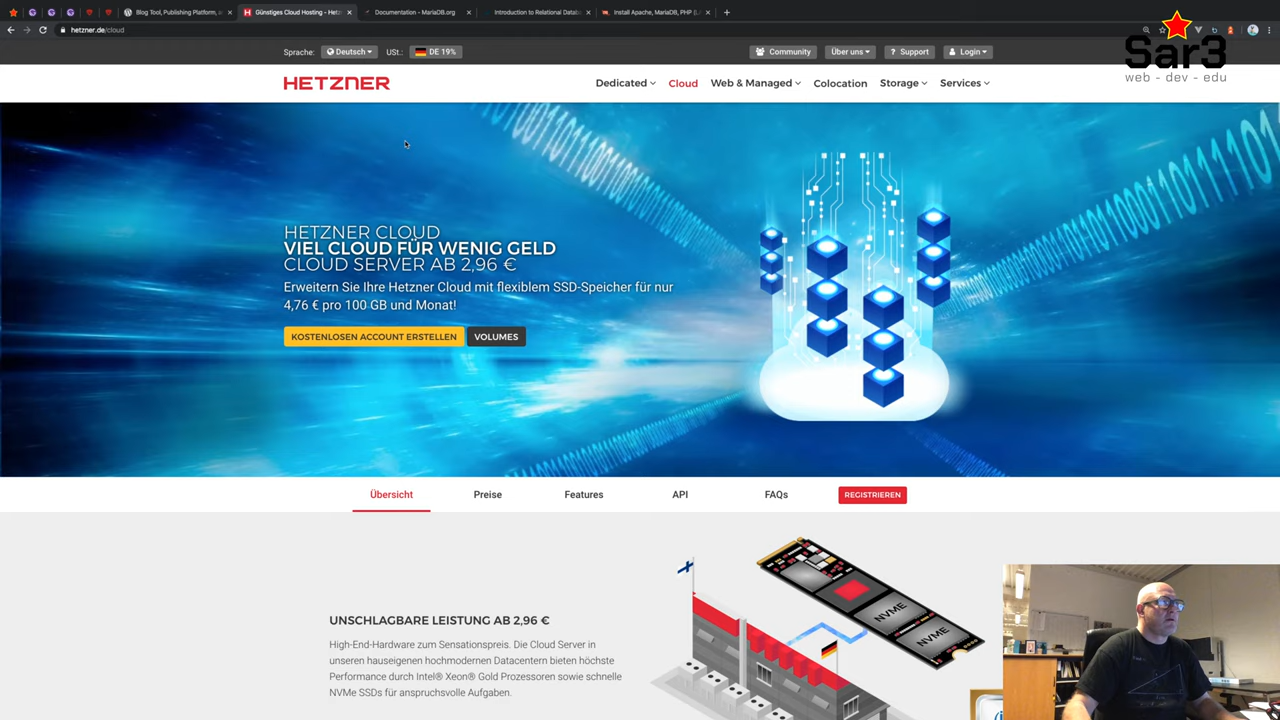 Blog Tool, Publishing Platform, a
Günstiges Cloud Hosting - Hetz
Documentation - MariaDB.org
Introduction to Relational Datab
Install Apache, MariaDB, PHP (L
hetzner.de/cloud
Sprache: Deutsch USt.: DE 19%
Community Über uns ? Support Login
Sar3
web - dev - edu
HETZNER
Dedicated Cloud Web & Managed Colocation Storage Services
HETZNER CLOUD
VIEL CLOUD FÜR WENIG GELD
CLOUD SERVER AB 2,96 €
Erweitern Sie Ihre Hetzner Cloud mit flexiblem SSD-Speicher für nur
4,76 € pro 100 GB und Monat!
KOSTENLOSEN ACCOUNT ERSTELLEN VOLUMES
Übersicht Preise Features API FAQs REGISTRIEREN
UNSCHLAGBARE LEISTUNG AB 2,96 €
High-End-Hardware zum Sensationspreis. Die Cloud Server in
unseren hauseigenen hochmodernen Datacentern bieten höchste
Performance durch Intel® Xeon® Gold Prozessoren sowie schnelle
NVMe SSDs für anspruchsvolle Aufgaben.
NVME
NVME